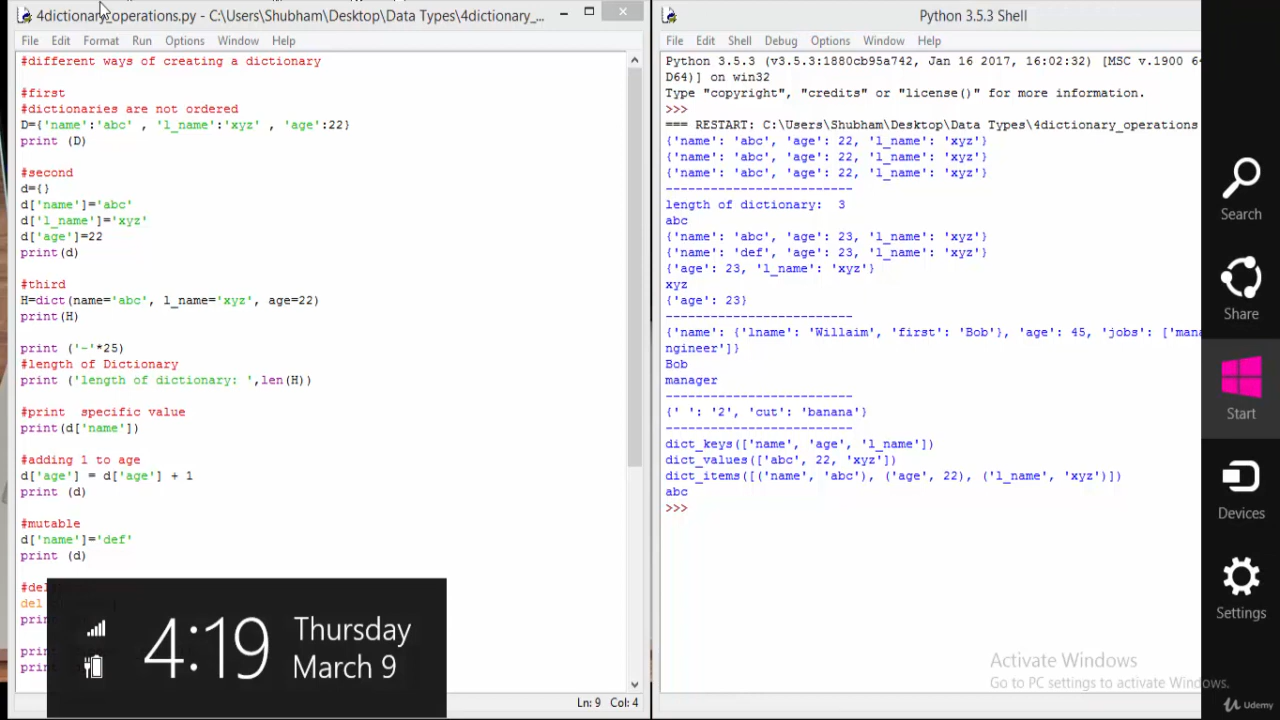 4dictionary_operations.py - C:\Users\Shubham\Desktop\Data Types\4dictionary_...
File Edit Format Run Options Window Help
#different ways of creating a dictionary
#first
#dictionaries are not ordered
D={'name':'abc' , 'l_name':'xyz' , 'age':22}
print (D)
#second
d={}
d['name']='abc'
d['l_name']='xyz'
d['age']=22
print(d)
#third
H=dict(name='abc', l_name='xyz', age=22)
print(H)
print ('-'*25)
#length of Dictionary
print ('length of dictionary: ',len(H))
#print  specific value
print(d['name'])
#adding 1 to age
d['age'] = d['age'] + 1
print (d)
#mutable
d['name']='def'
print (d)
del
Ln: 9 Col: 4
Python 3.5.3 Shell
File Edit Shell Debug Options Window Help
Python 3.5.3 (v3.5.3:1880cb95a742, Jan 16 2017, 16:02:32) [MSC v.1900 6
D64)] on win32
Type "copyright", "credits" or "license()" for more information.
>>>
=== RESTART: C:\Users\Shubham\Desktop\Data Types\4dictionary_operations
{'name': 'abc', 'age': 22, 'l_name': 'xyz'}
{'name': 'abc', 'age': 22, 'l_name': 'xyz'}
{'name': 'abc', 'age': 22, 'l_name': 'xyz'}
-------------------------
length of dictionary:  3
abc
{'name': 'abc', 'age': 23, 'l_name': 'xyz'}
{'name': 'def', 'age': 23, 'l_name': 'xyz'}
{'age': 23, 'l_name': 'xyz'}
xyz
{'age': 23}
-------------------------
{'name': {'lname': 'Willaim', 'first': 'Bob'}, 'age': 45, 'jobs': ['mana
ngineer']}
Bob
manager
-------------------------
{' ': '2', 'cut': 'banana'}
-------------------------
dict_keys(['name', 'age', 'l_name'])
dict_values(['abc', 22, 'xyz'])
dict_items([('name', 'abc'), ('age', 22), ('l_name', 'xyz')])
abc
>>>
Activate Windows
Go to PC settings to activate Windows.
Search
Share
Start
Devices
Settings
4:19
Thursday
March 9
Udemy